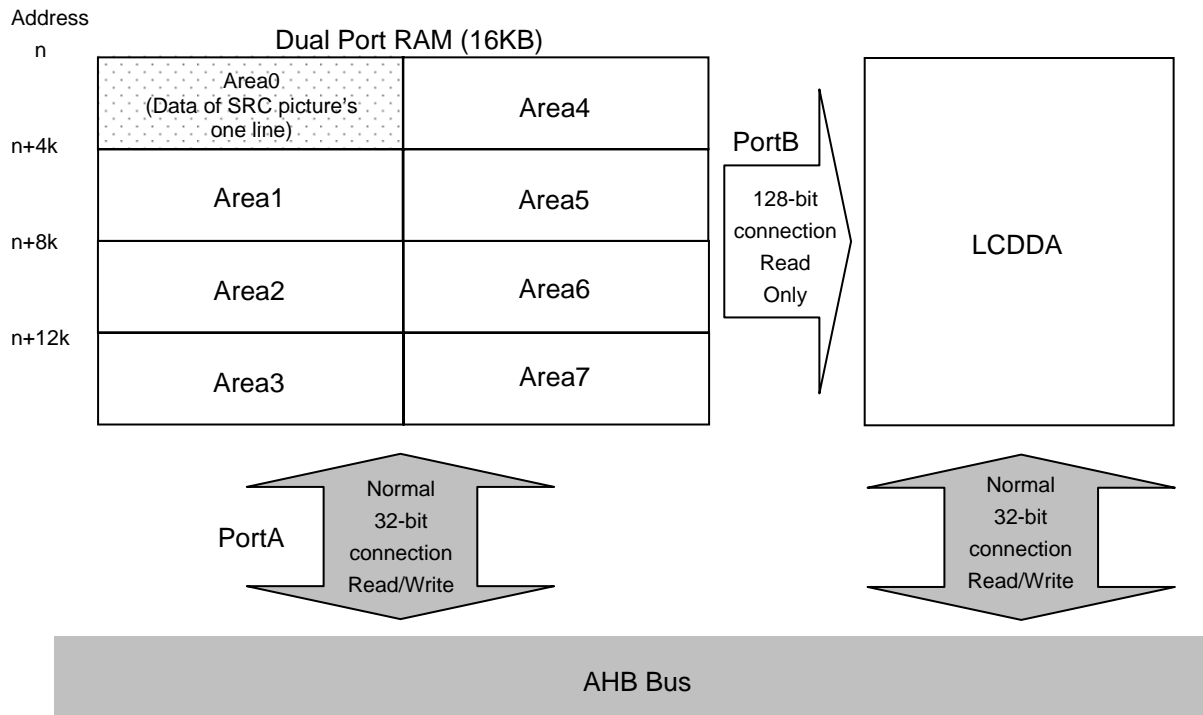 Address
n
Dual Port RAM (16KB)
Area0
(Data of SRC picture's
one line)
Area4
n+4k
Area1
Area5
n+8k
Area2
Area6
n+12k
Area3
Area7
PortB
128-bit
connection
Read
Only
LCDDA
PortA
Normal
32-bit
connection
Read/Write
Normal
32-bit
connection
Read/Write
AHB Bus